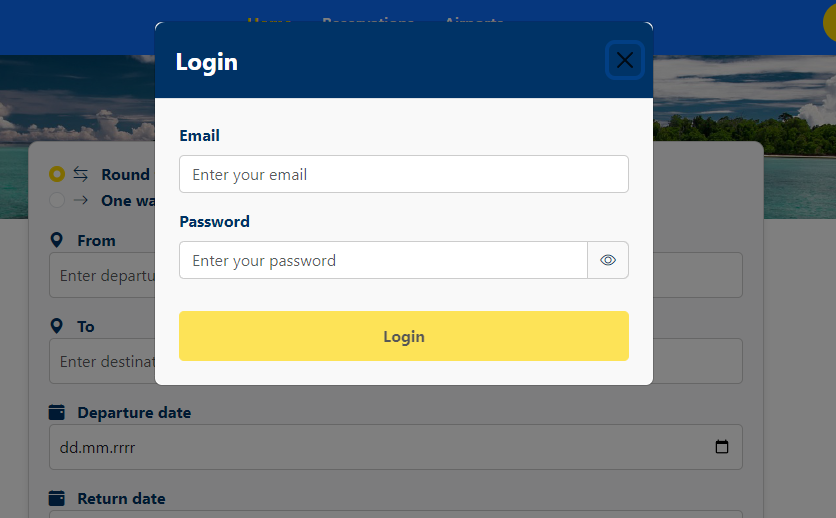 Home Reservations Airports
Login
Email
Enter your email
Password
Enter your password
Login
Round
One wa
From
Enter departu
To
Enter destinat
Departure date
dd.mm.rrrr
Return date